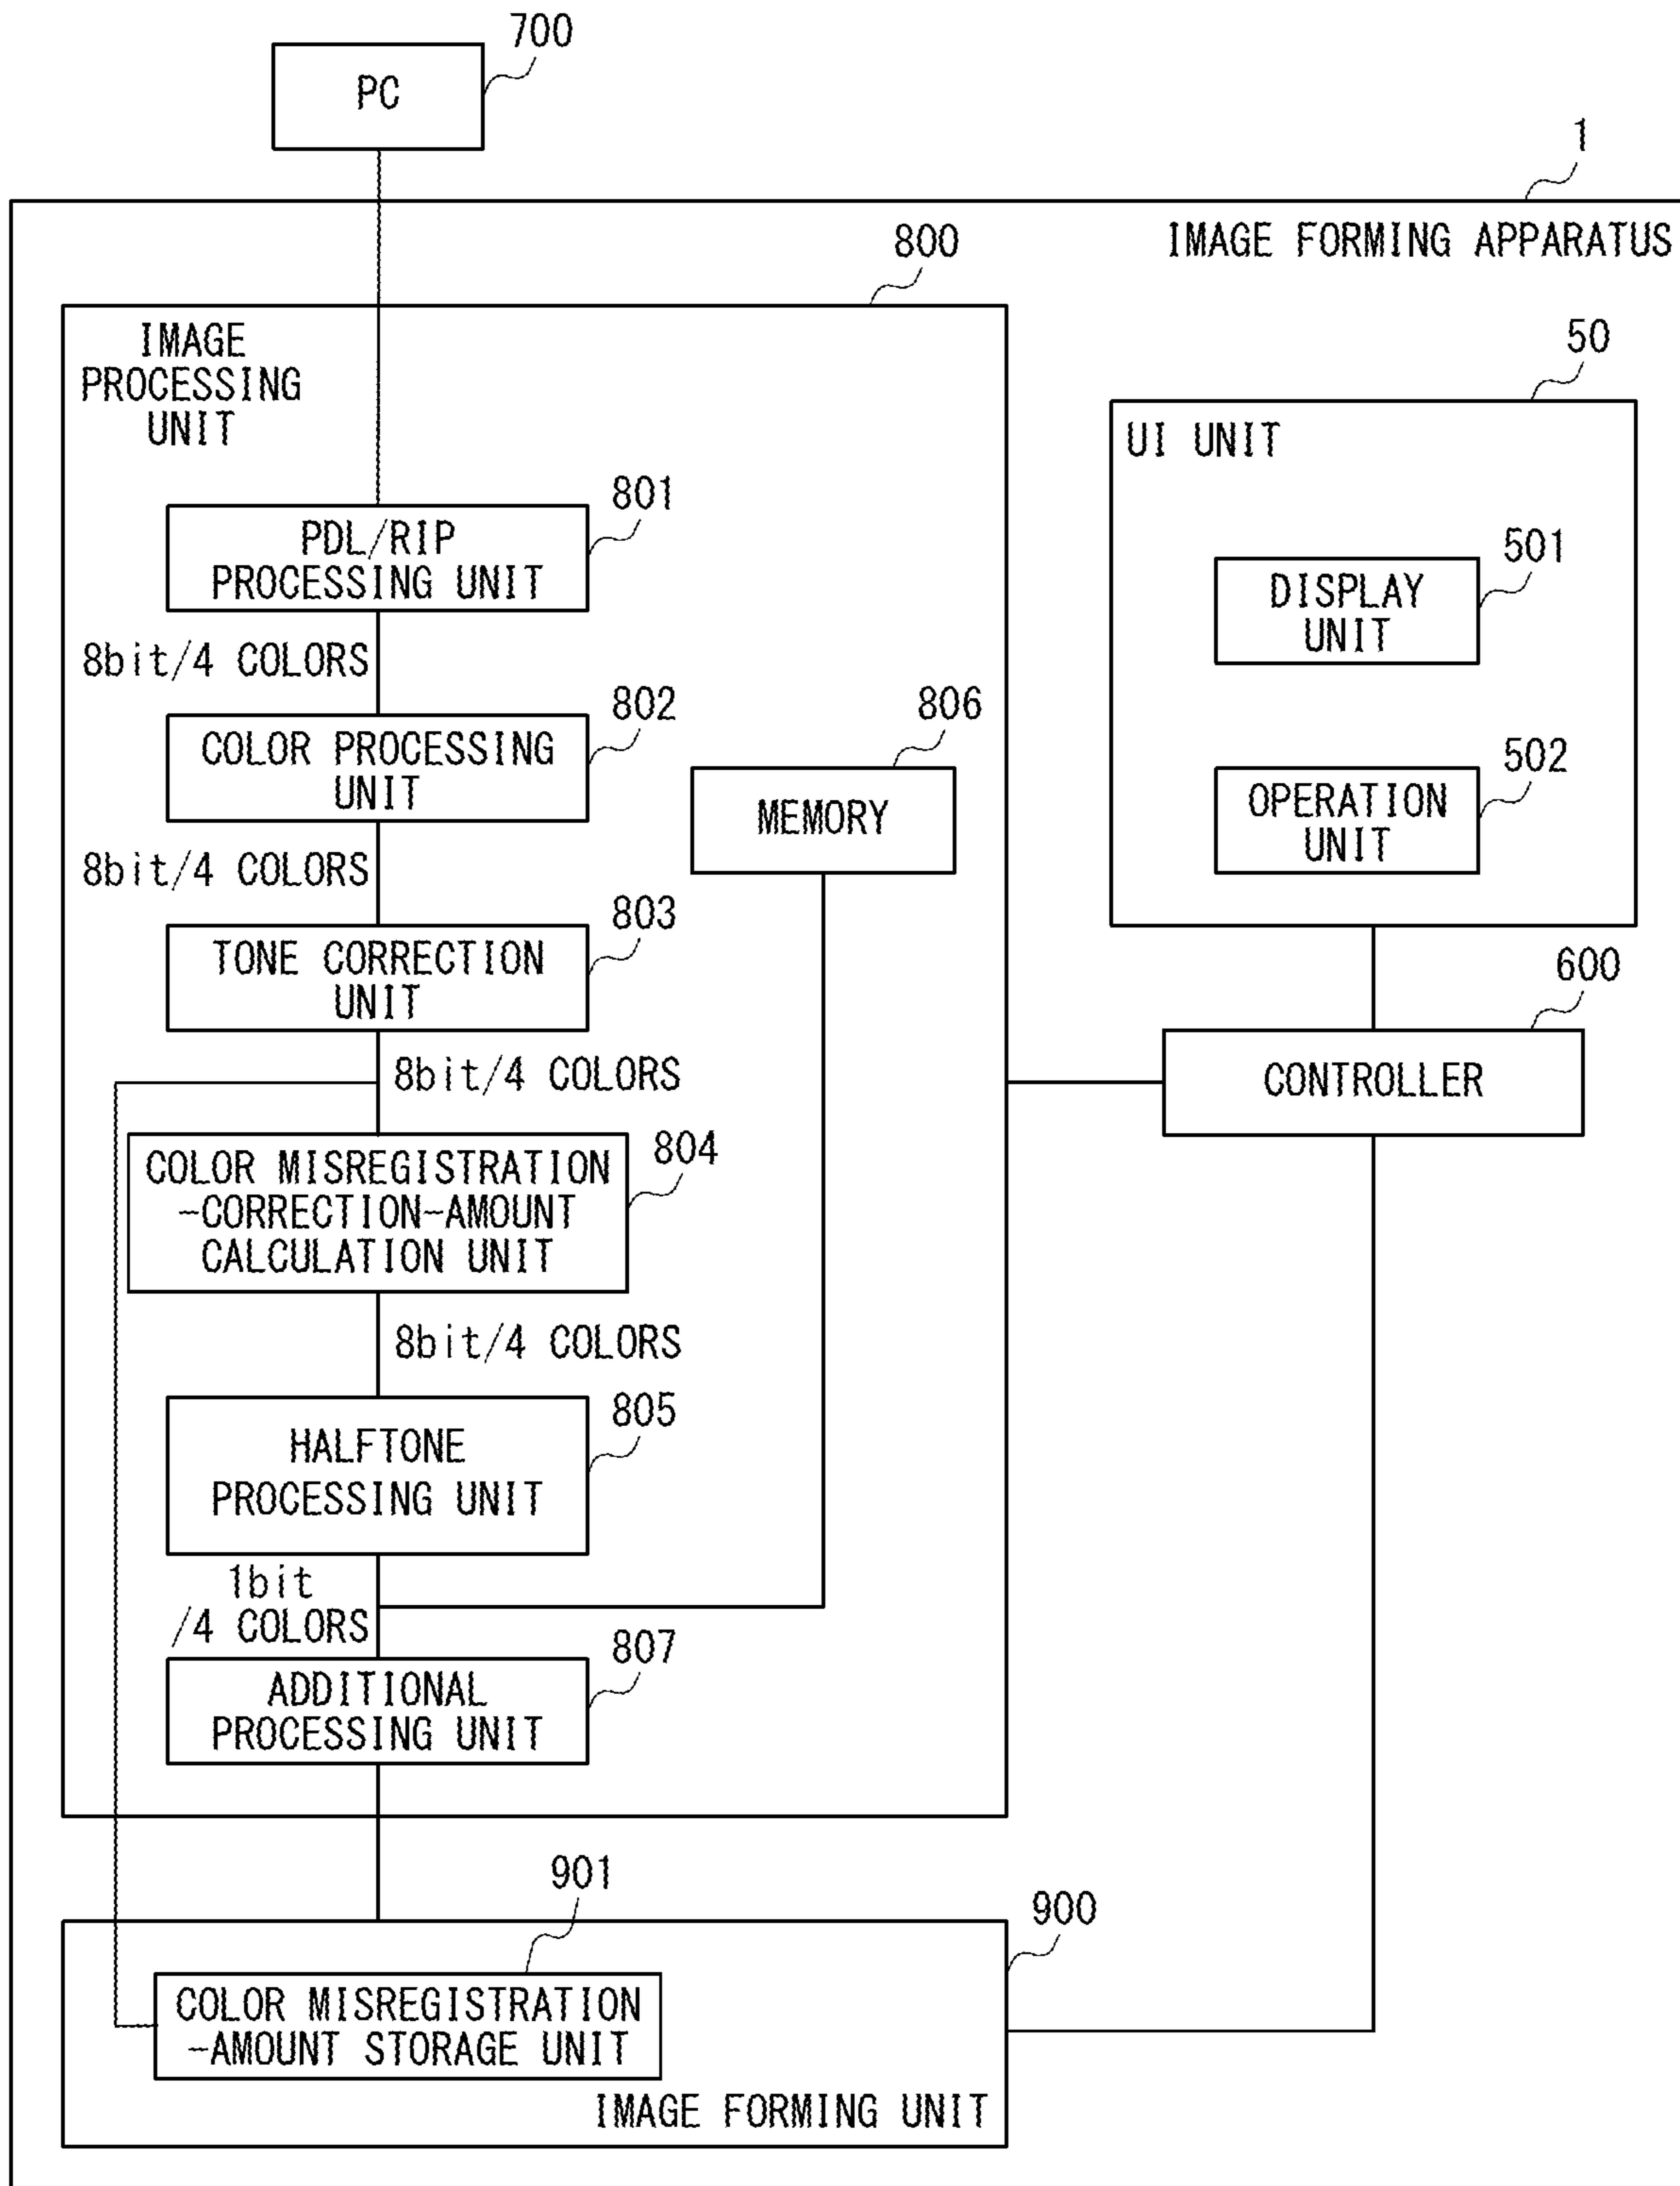 700
PC
1
IMAGE FORMING APPARATUS
800
IMAGE
PROCESSING
UNIT
50
UI UNIT
801
PDL/RIP
PROCESSING UNIT
501
DISPLAY
UNIT
8bit/4 COLORS
802
COLOR PROCESSING
UNIT
806
MEMORY
502
OPERATION
UNIT
8bit/4 COLORS
803
TONE CORRECTION
UNIT
600
CONTROLLER
8bit/4 COLORS
804
COLOR MISREGISTRATION
-CORRECTION-AMOUNT
CALCULATION UNIT
8bit/4 COLORS
805
HALFTONE
PROCESSING UNIT
1bit
/4 COLORS
807
ADDITIONAL
PROCESSING UNIT
901
900
COLOR MISREGISTRATION
-AMOUNT STORAGE UNIT
IMAGE FORMING UNIT